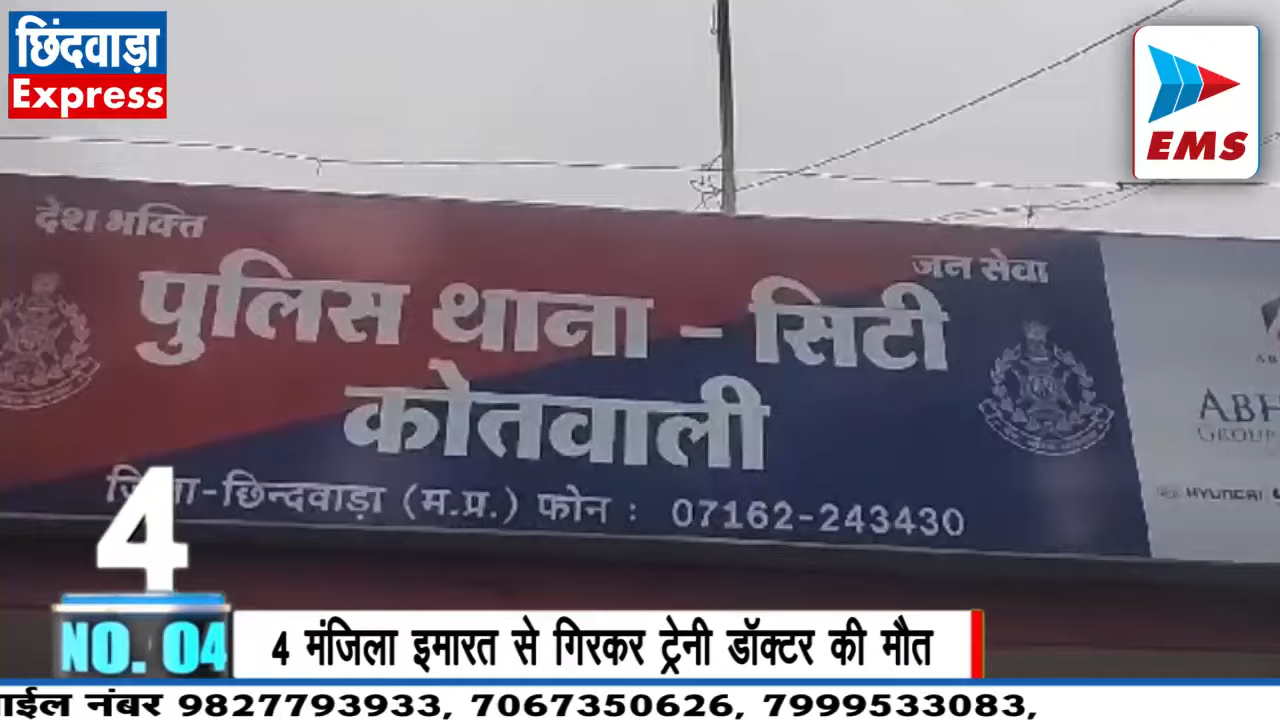 छिंदवाड़ा
Express
EMS
देश भक्ति
जन सेवा
पुलिस थाना - सिटी
कोतवाली
जिला-छिन्दवाड़ा (म.प्र.) फोन : 07162-243430
HYUNDAI
4
NO. 04
4 मंजिला इमारत से गिरकर ट्रेनी डॉक्टर की मौत
नंबर 9827793933, 7067350626, 7999533083,